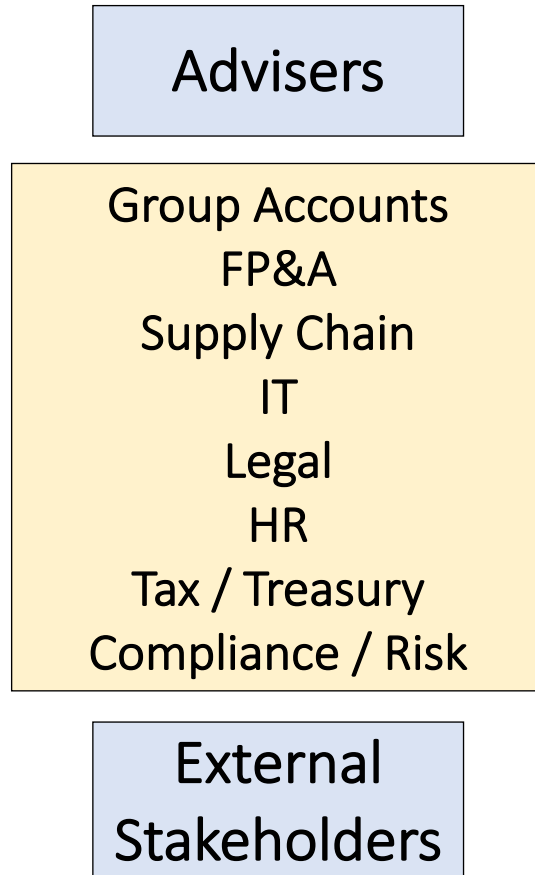 Advisers
Group Accounts
FP&A
Supply Chain
IT
Legal
HR
Tax / Treasury
Compliance / Risk
External
Stakeholders